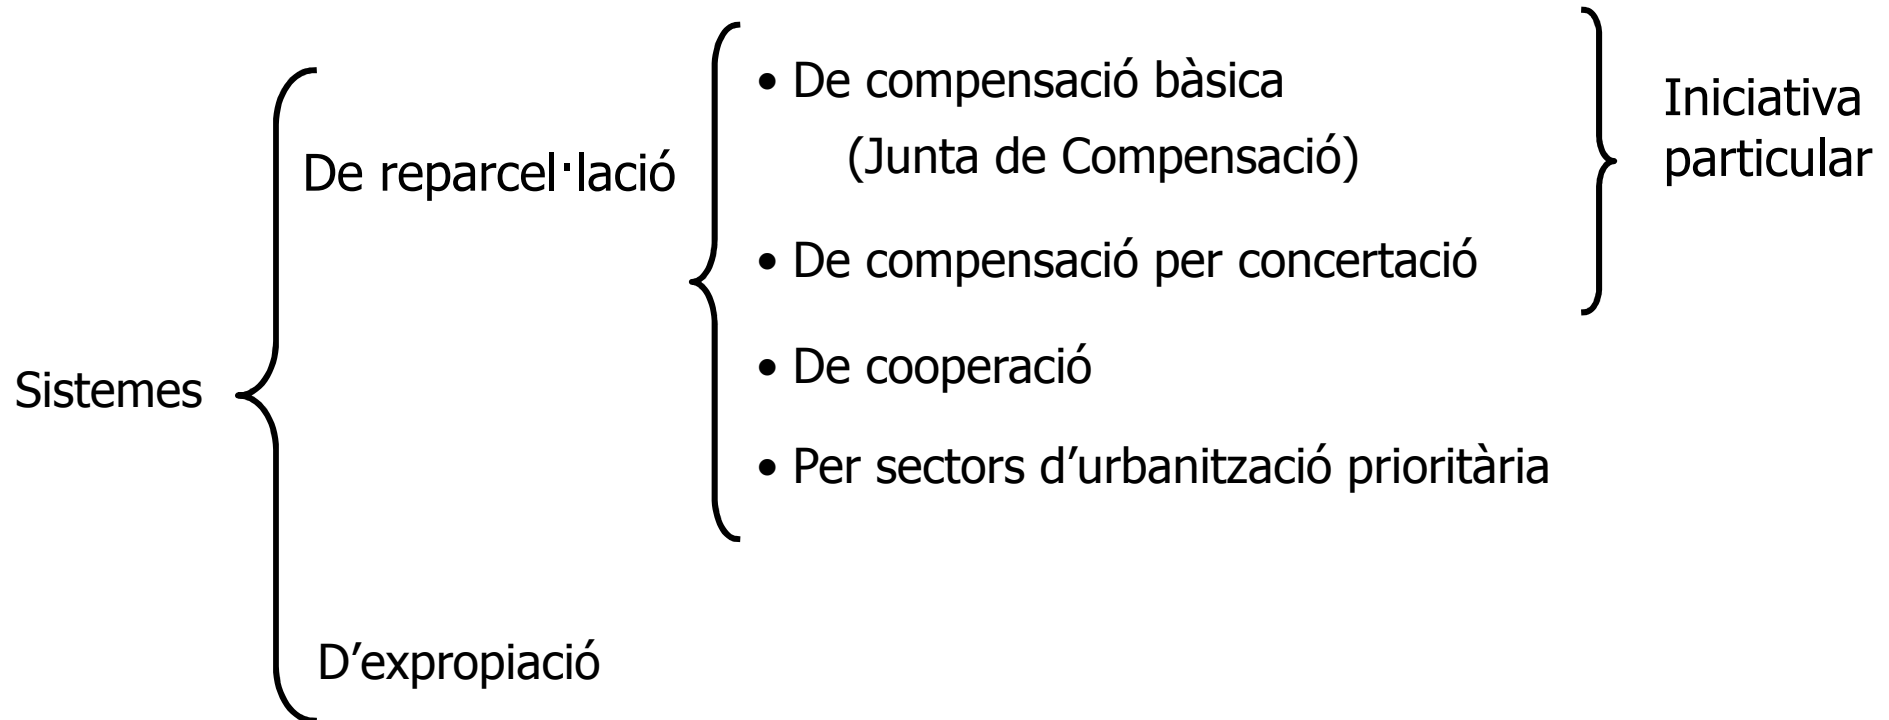 Sistemes
De reparcel·lació
• De compensació bàsica
(Junta de Compensació)
• De compensació per concertació
• De cooperació
• Per sectors d’urbanització prioritària
Iniciativa
particular
D’expropiació